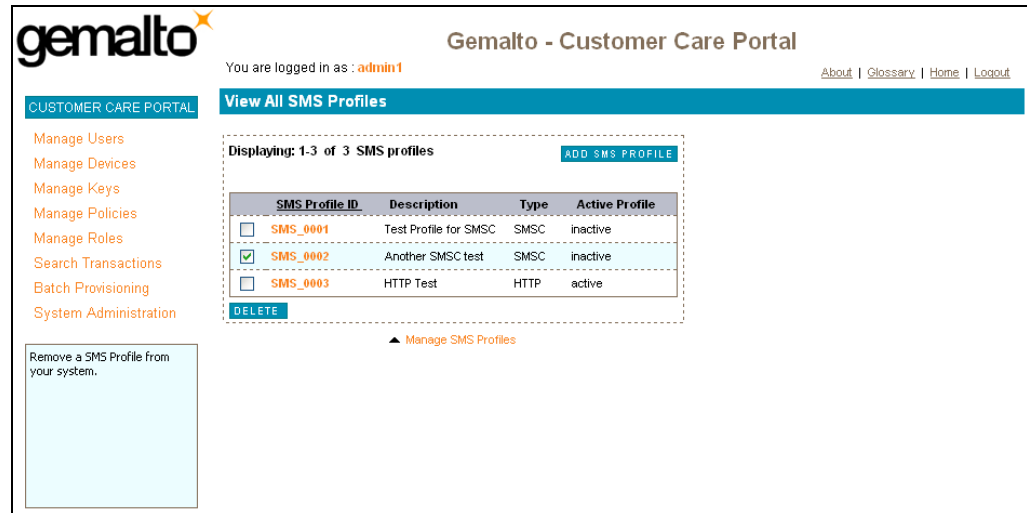 gemalto
Gemalto - Customer Care Portal
You are logged in as : admin1
About | Glossary | Home | Logout
CUSTOMER CARE PORTAL
View All SMS Profiles
Manage Users
Manage Devices
Manage Keys
Manage Policies
Manage Roles
Search Transactions
Batch Provisioning
System Administration
Remove a SMS Profile from
your system.
Displaying: 1-3 of 3 SMS profiles
ADD SMS PROFILE
SMS Profile ID Description Type Active Profile
SMS_0001 Test Profile for SMSC SMSC inactive
SMS_0002 Another SMSC test SMSC inactive
SMS_0003 HTTP Test HTTP active
DELETE
Manage SMS Profiles